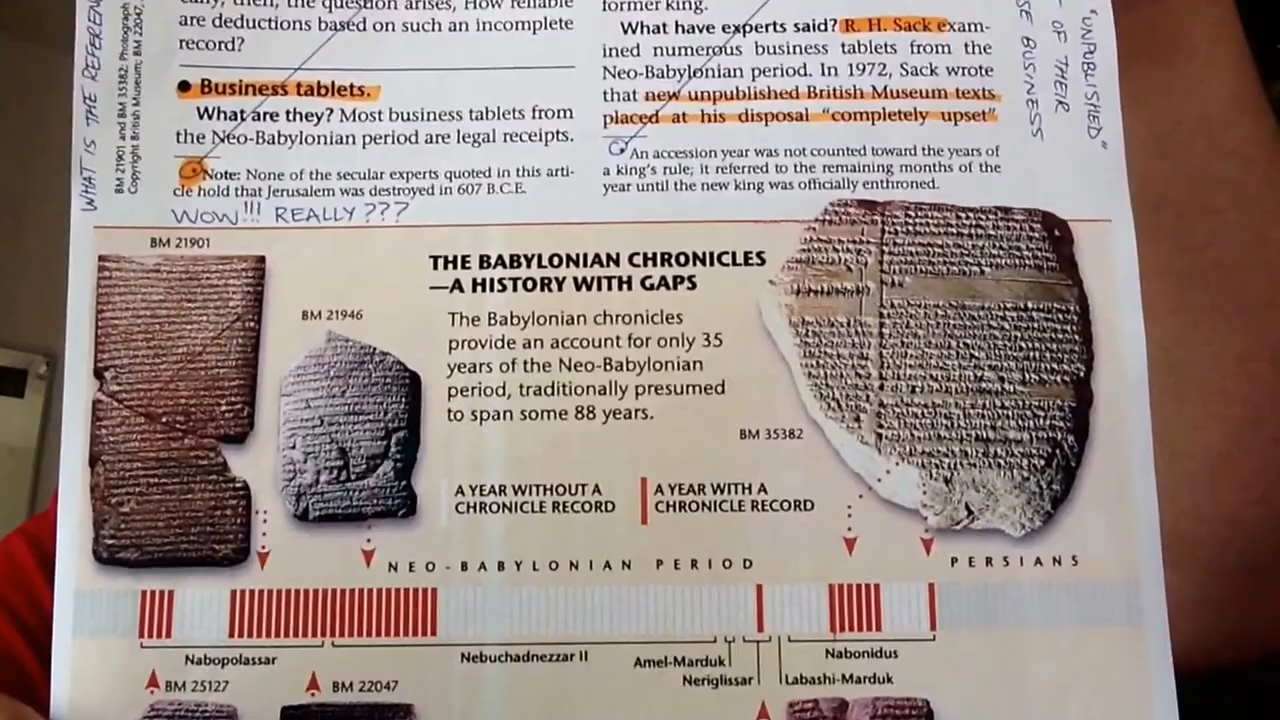 cally, then, the question arises, How reliable
are deductions based on such incomplete
record?
● Business tablets.
What are they? Most business tablets from
the Neo-Babylonian period are legal receipts.
Note: None of the secular experts quoted in this arti-
cle hold that Jerusalem was destroyed in 607 B.C.E.
WOW!!! REALLY???
former king.
What have experts said? R. H. Sack exam-
ined numerous business tablets from the
Neo-Babylonian period. In 1972, Sack wrote
that new unpublished British Museum texts
placed at his disposal “completely upset”
An accession year was not counted toward the years of
a king's rule; it referred to the remaining months of the
year until the new king was officially enthroned.
WHAT IS THE REFEREN
BM 21901 and BM 35382: Photograph
Copyright British Museum; BM 22047,
"UNPUBLISHED"
OF THEIR
SE BUSINESS
BM 21901
THE BABYLONIAN CHRONICLES
—A HISTORY WITH GAPS
BM 21946
The Babylonian chronicles
provide an account for only 35
years of the Neo-Babylonian
period, traditionally presumed
to span some 88 years.
BM 35382
A YEAR WITHOUT A
CHRONICLE RECORD
A YEAR WITH A
CHRONICLE RECORD
NEO-BABYLONIAN PERIOD
PERSIANS
Nabopolassar
Nebuchadnezzar II
Amel-Marduk
Neriglissar
Nabonidus
Labashi-Marduk
BM 25127
BM 22047